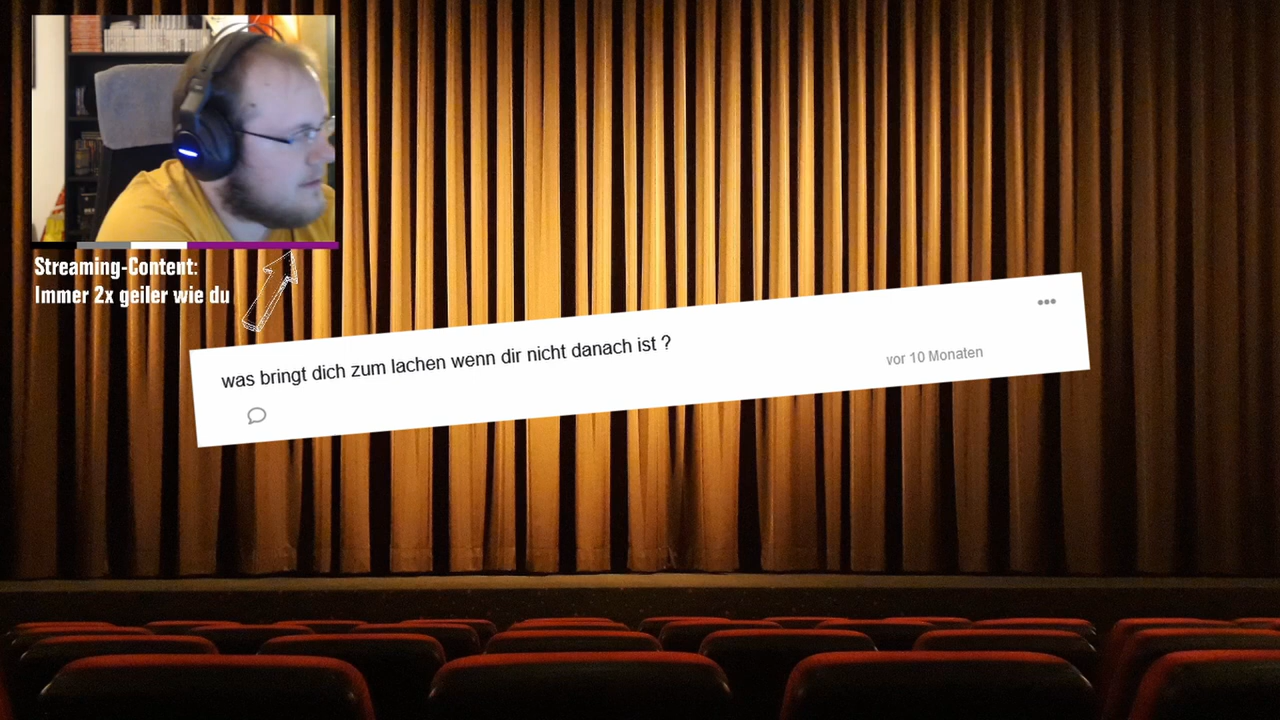 Streaming-Content:
Immer 2x geiler wie du
was bringt dich zum lachen wenn dir nicht danach ist ?
vor 10 Monaten